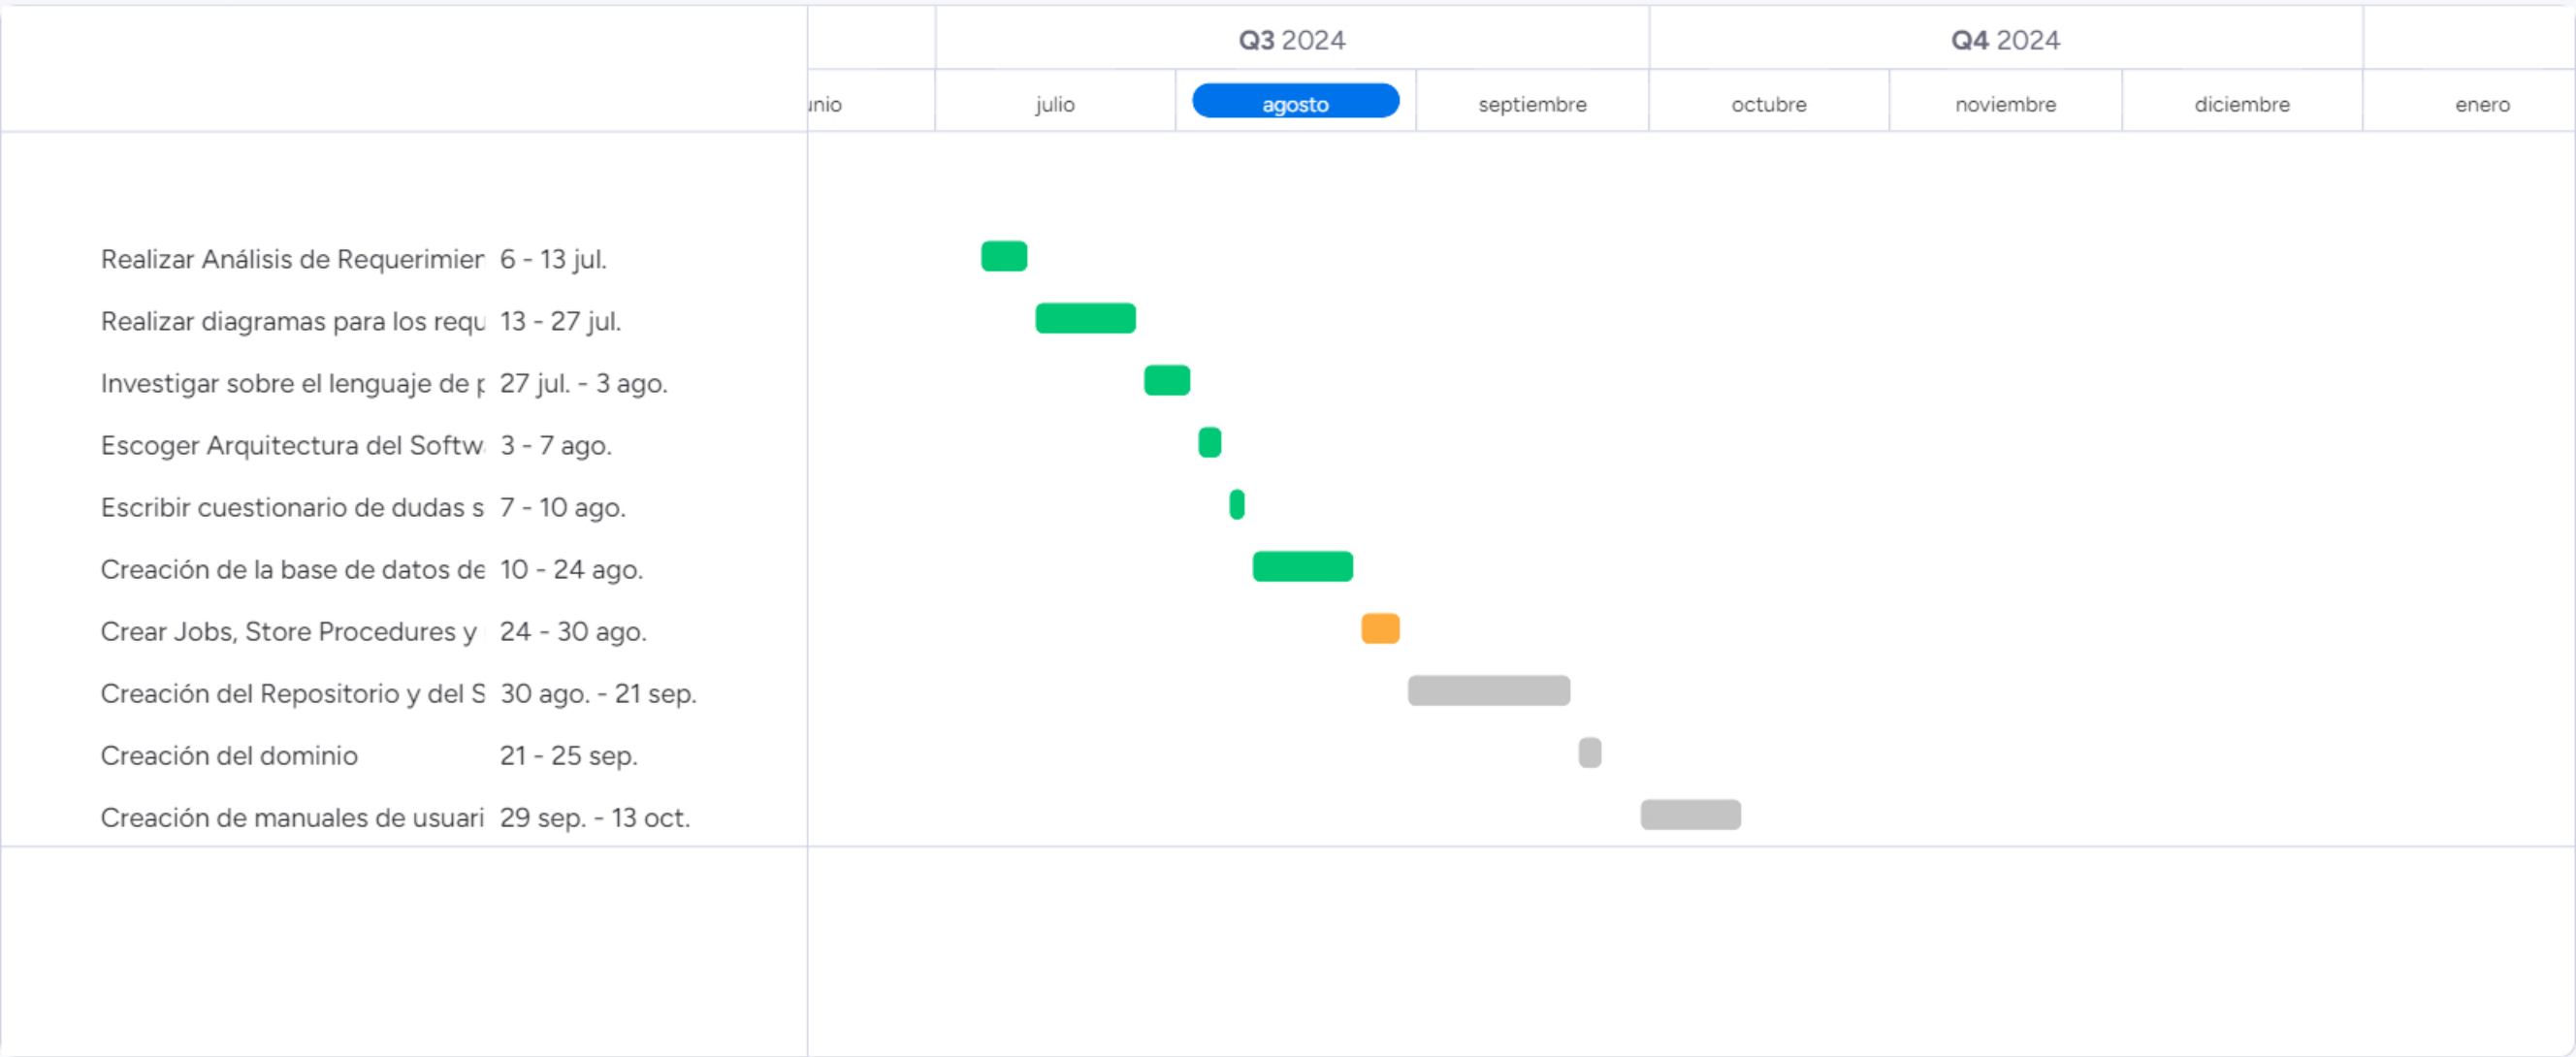 Q3 2024 Q4 2024
julio agosto septiembre octubre noviembre diciembre enero
Realizar Análisis de 6 - 13 jul.
Realizar diagramas para los 13 - 27 jul.
Investigar sobre el lenguaje de 27 jul. - 3 ago.
Escoger Arquitectura del 3 - 7 ago.
Escribir cuestionario de dudas 7 - 10 ago.
Creación de la base de datos de 10 - 24 ago.
Crear Jobs, Store Procedures y 24 - 30 ago.
Creación del Repositorio y del 30 ago. - 21 sep.
Creación del dominio 21 - 25 sep.
Creación de manuales de 29 sep. - 13 oct.